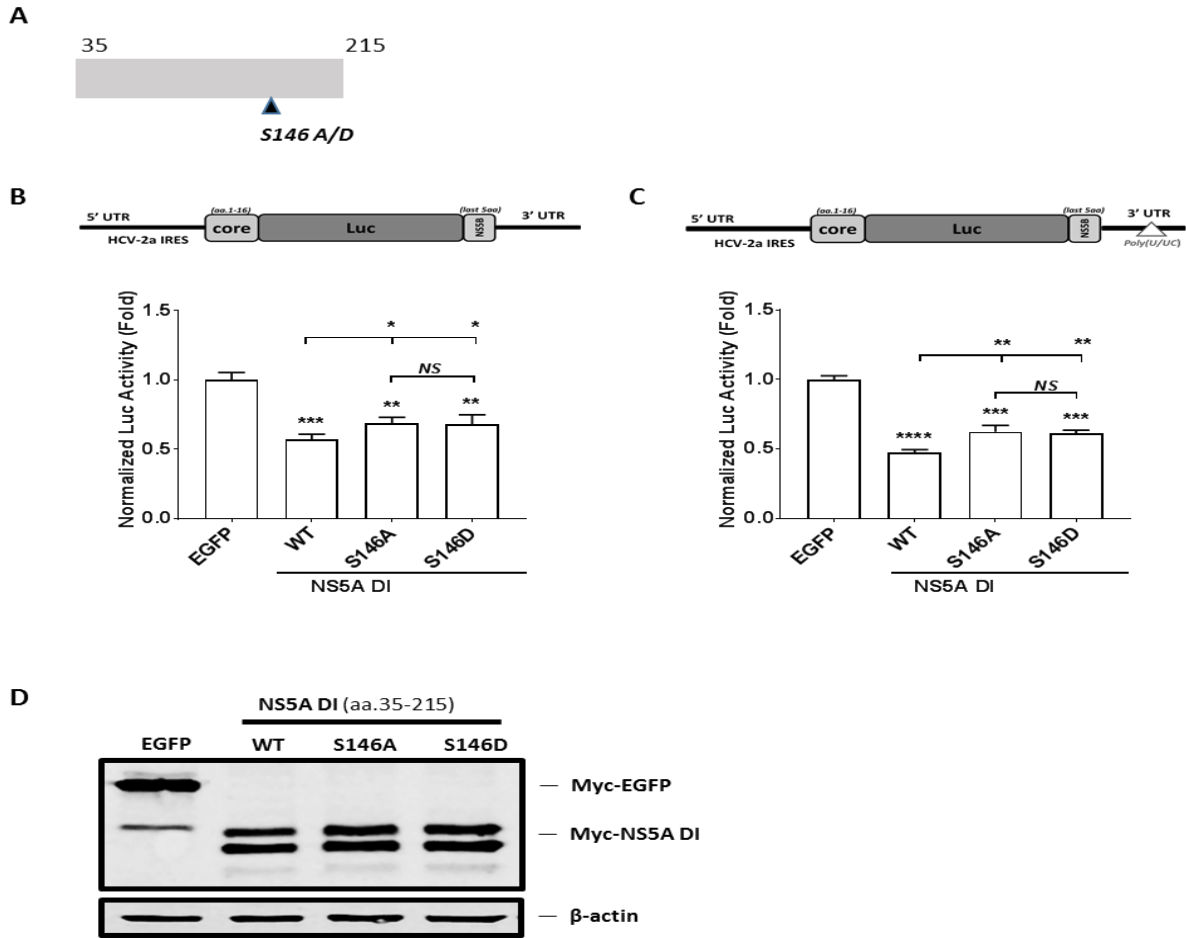 A
35 215
S146 A/D
B
(aa.1-16) (last 5aa)
5' UTR core Luc NS5B 3' UTR
HCV-2a IRES
Normalized Luc Activity (Fold)
1.5
1.0
0.5
0.0
* *
NS
*** ** **
EGFP WT S146A S146D
NS5A DI
C
(aa.1-16) (last 5aa)
5' UTR core Luc NS5B 3' UTR
HCV-2a IRES Poly(U/UC)
Normalized Luc Activity (Fold)
1.5
1.0
0.5
0.0
** **
NS
**** *** ***
EGFP WT S146A S146D
NS5A DI
D
NS5A DI (aa.35-215)
EGFP WT S146A S146D
Myc-EGFP
Myc-NS5A DI
β-actin